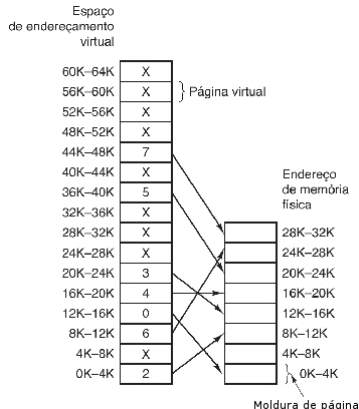 Espaço
de endereçamento
virtual
60K–64K X
56K–60K X Página virtual
52K–56K X
48K–52K X
44K–48K 7
40K–44K X
36K–40K 5
32K–36K X
28K–32K X
24K–28K X
20K–24K 3
16K–20K 4
12K–16K 0
8K–12K 6
4K–8K X
0K–4K 2
Endereço
de memória
física
28K–32K
24K–28K
20K–24K
16K–20K
12K–16K
8K–12K
4K–8K
0K–4K
Moldura de página